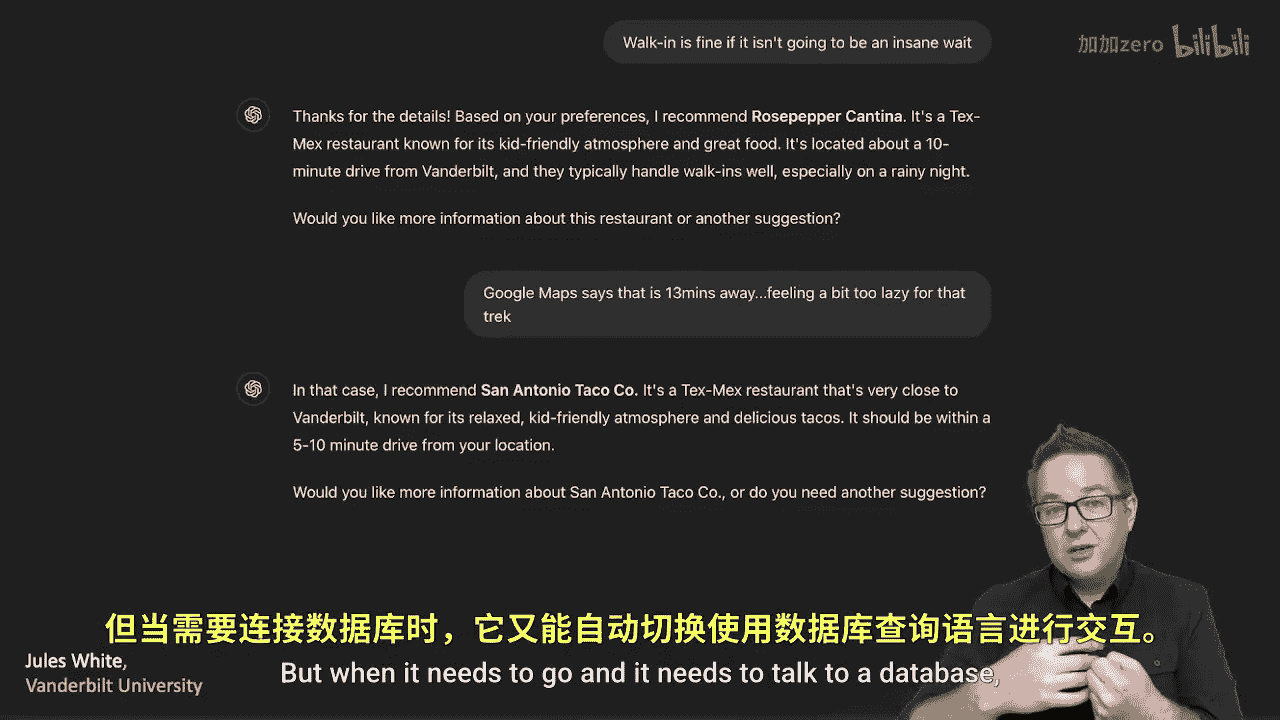 Walk-in is fine if it isn't going to be an insane wait
加加zero bilibili
Thanks for the details! Based on your preferences, I recommend Rosepepper Cantina. It's a Tex-
Mex restaurant known for its kid-friendly atmosphere and great food. It's located about a 10-
minute drive from Vanderbilt, and they typically handle walk-ins well, especially on a rainy night.
Would you like more information about this restaurant or another suggestion?
Google Maps says that is 13mins away...feeling a bit too lazy for that
trek
In that case, I recommend San Antonio Taco Co. It's a Tex-Mex restaurant that's very close to
Vanderbilt, known for its relaxed, kid-friendly atmosphere and delicious tacos. It should be within a
5-10 minute drive from your location.
Would you like more information about San Antonio Taco Co., or do you need another suggestion?
但当需要连接数据库时，它又能自动切换使用数据库查询语言进行交互。
Jules White,
Vanderbilt University
But when it needs to go and it needs to talk to a database,